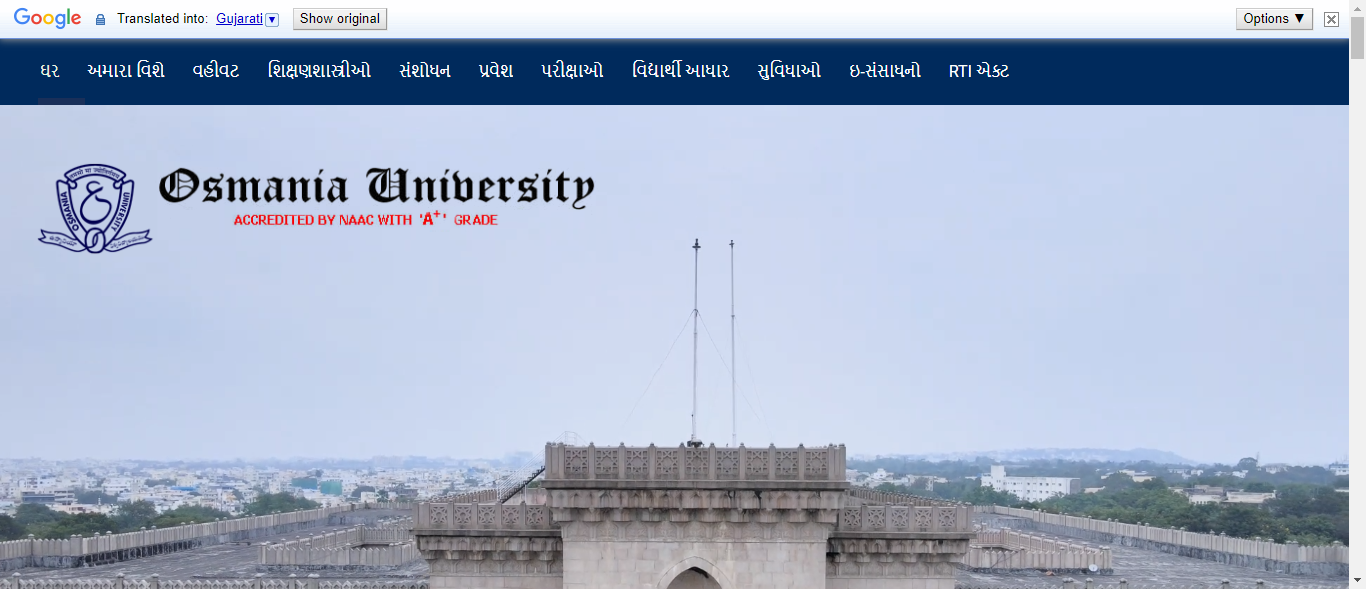 Google Translated into: Gujarati ▼ Show original Options ▼
ઘર અમારા વિશે વહીવટ શિક્ષણશાસ્ત્રીઓ સંશોધન પ્રવેશ પરીક્ષાઓ વિદ્યાર્થી આધાર સુવિધાઓ ઇ-સંસાધનો RTI એક્ટ
Osmania University
ACCREDITED BY NAAC WITH 'A+' GRADE
OSMANIA UNIVERSITY